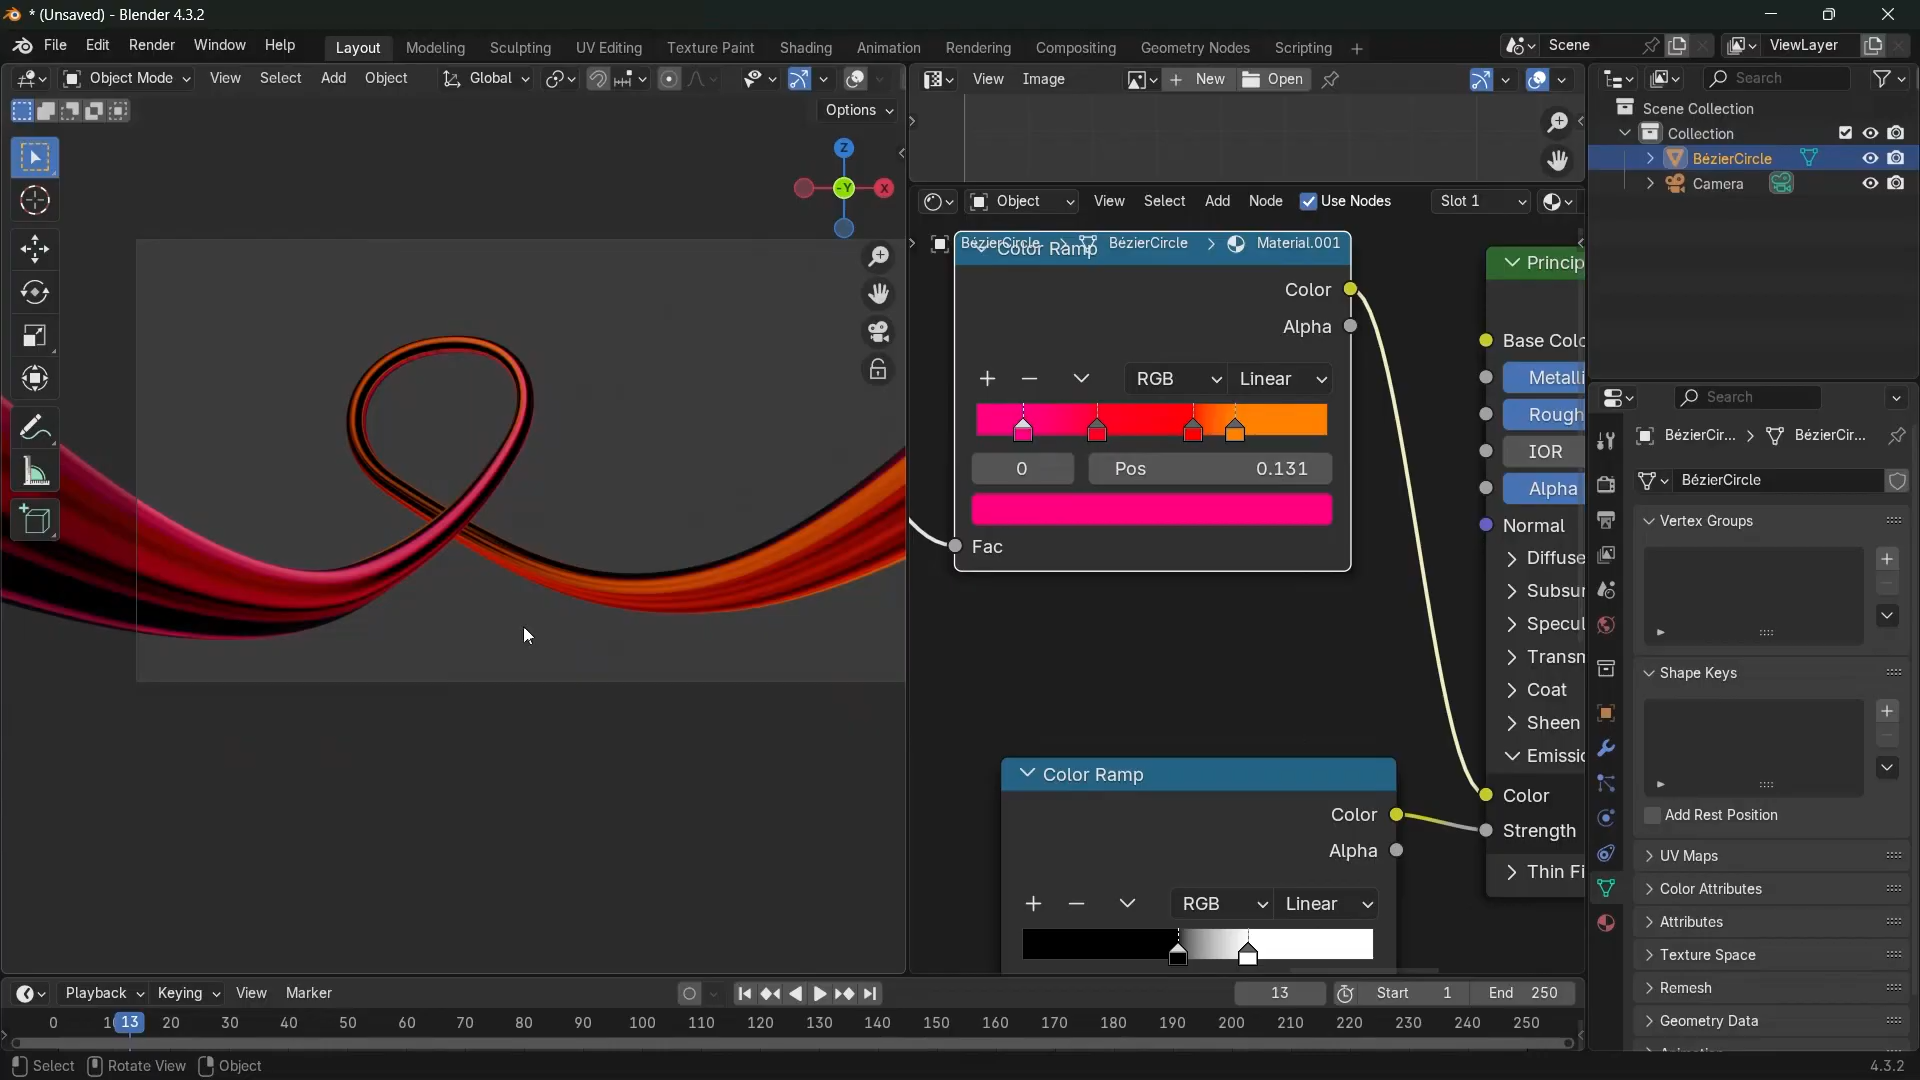 * (Unsaved) - Blender 4.3.2
File Edit Render Window Help Layout Modeling Sculpting UV Editing Texture Paint Shading Animation Rendering Compositing Geometry Nodes Scripting + Scene ViewLayer
Object Mode View Select Add Object Global
Options
Z
X
-Y
View Image + New Open
Object View Select Add Node Use Nodes Slot 1
BézierCircle > BézierCircle > Material.001
Color Ramp
Color
Alpha
RGB Linear
0 Pos 0.131
Fac
Color Ramp
Color
Alpha
RGB Linear
Princip
Base Colo
Metalli
Rough
IOR
Alpha
Normal
Diffuse
Subsur
Specul
Transm
Coat
Sheen
Emissio
Color
Strength
Thin Fi
Search
Scene Collection
Collection
BézierCircle
Camera
Search
BézierCir... > BézierCir...
BézierCircle
Vertex Groups
Shape Keys
Add Rest Position
UV Maps
Color Attributes
Attributes
Texture Space
Remesh
Geometry Data
Playback Keying View Marker 13 Start 1 End 250
0 13 20 30 40 50 60 70 80 90 100 110 120 130 140 150 160 170 180 190 200 210 220 230 240 250
Select Rotate View Object 4.3.2